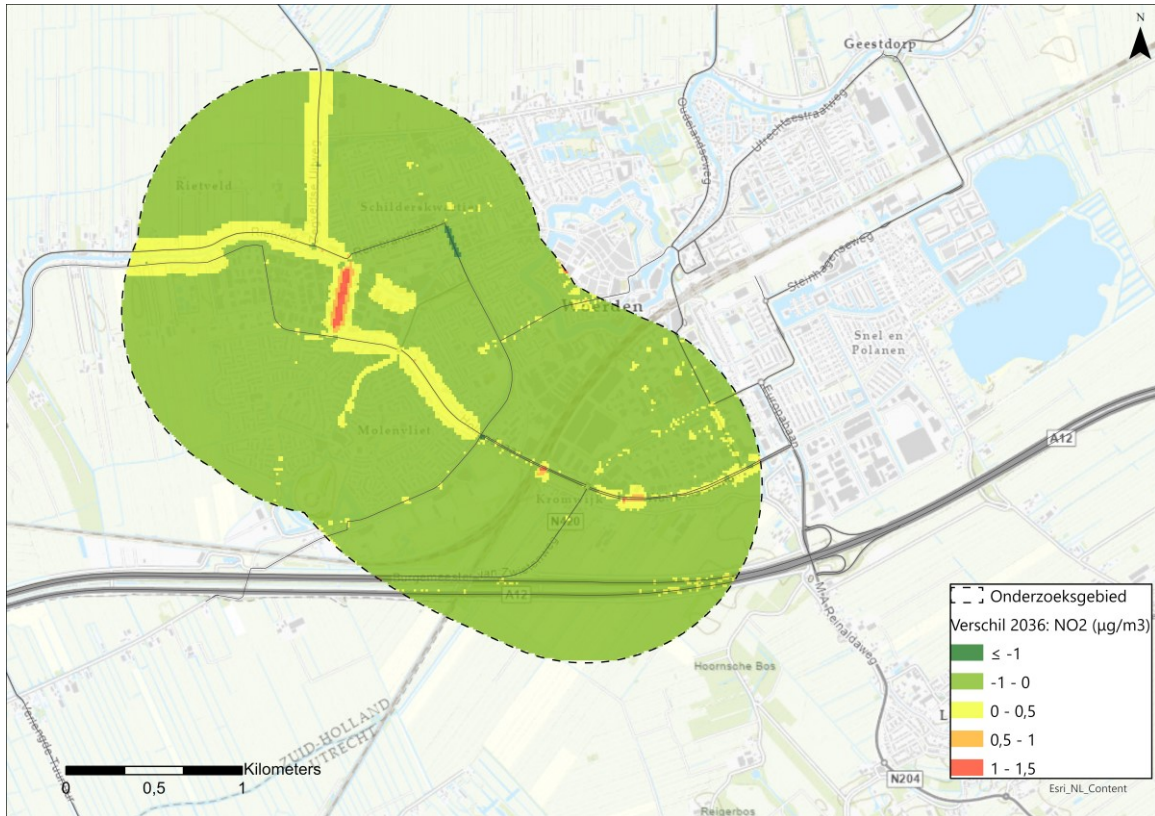 N
Geestdorp
Oudelandseweg
Utrechtsestraatweg
Rietveld
Schilderskwartier
Steinhagenseweg
Woerden
Snel en
Polanen
Europabaan
Molenvliet
A12
Kromwijk
N420
A12
M.A. Reinaldaweg
Hoornsche Bos
ZUID-HOLLAND
UTRECHT
N204
Reigerbos
Kilometers
0
0,5
1
Onderzoeksgebied
Verschil 2036: NO2 (µg/m3)
≤ -1
-1 - 0
0 - 0,5
0,5 - 1
1 - 1,5
Esri_NL_Content